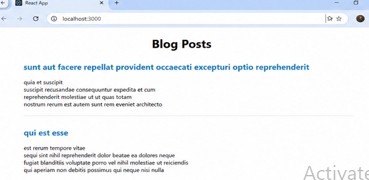 React App
localhost:3000
Blog Posts
sunt aut facere repellat provident occaecati excepturi optio reprehenderit
quia et suscipit
suscipit recusandae consequuntur expedita et cum
reprehenderit molestiae ut ut quas totam
nostrum rerum est autem sunt rem eveniet architecto
qui est esse
est rerum tempore vitae
sequi sint nihil reprehenderit dolor beatae ea dolores neque
fugiat blanditiis voluptate porro vel nihil molestiae ut reiciendis
qui aperiam non debitis possimus qui neque nisi nulla
Activate